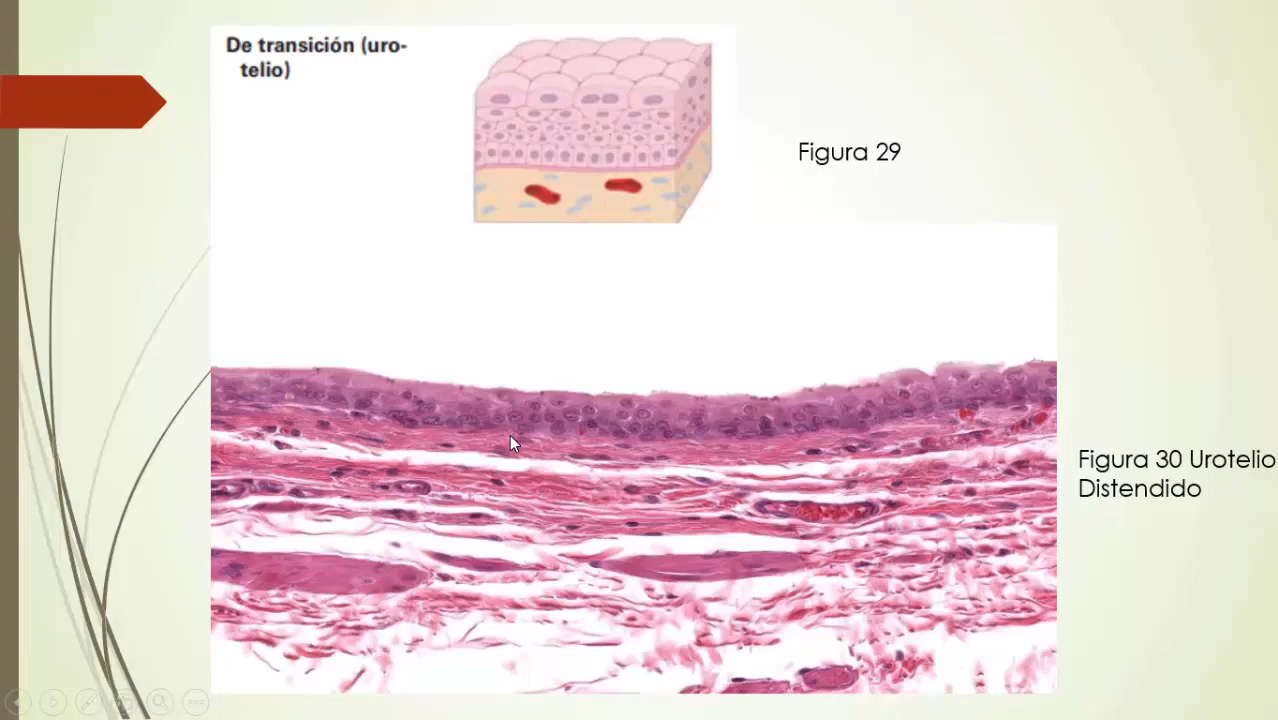 De transición (uro-
telio)
Figura 29
Figura 30 Urotelio
Distendido